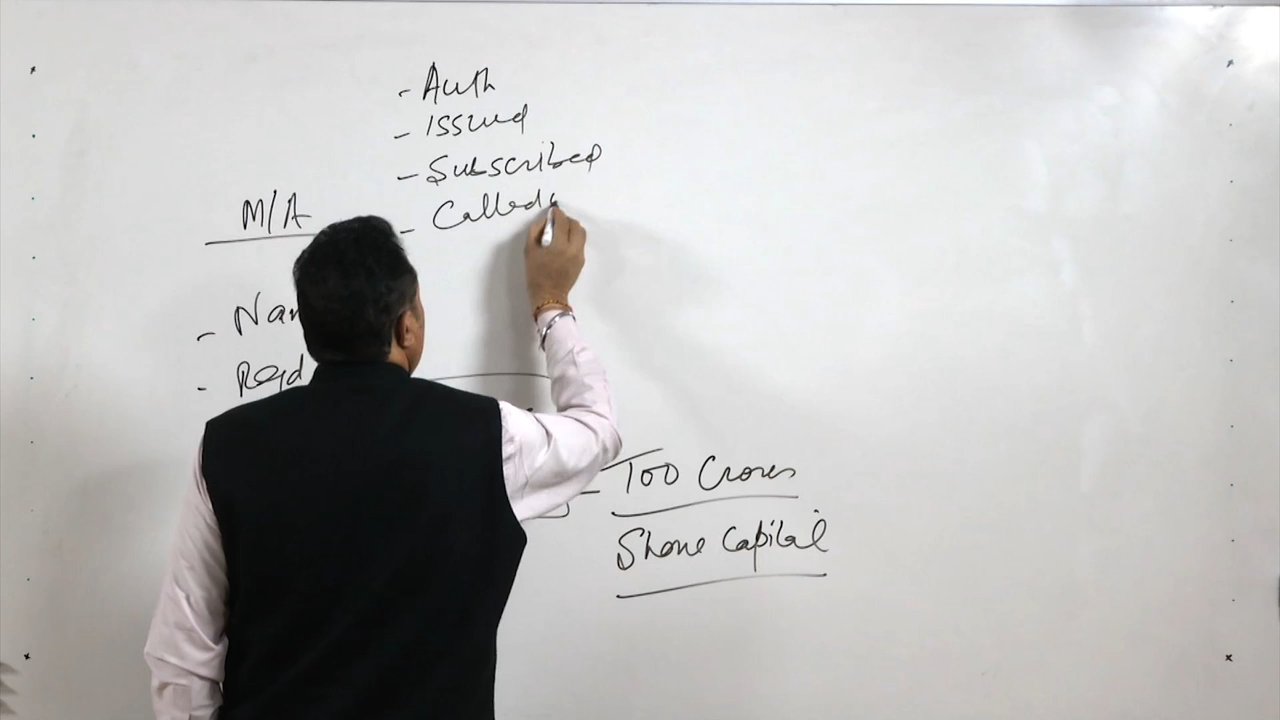 - Auth
- Issued
- Subscribed
- Called
M/A
- Nam
- Regd
- 100 Crores
Share Capital